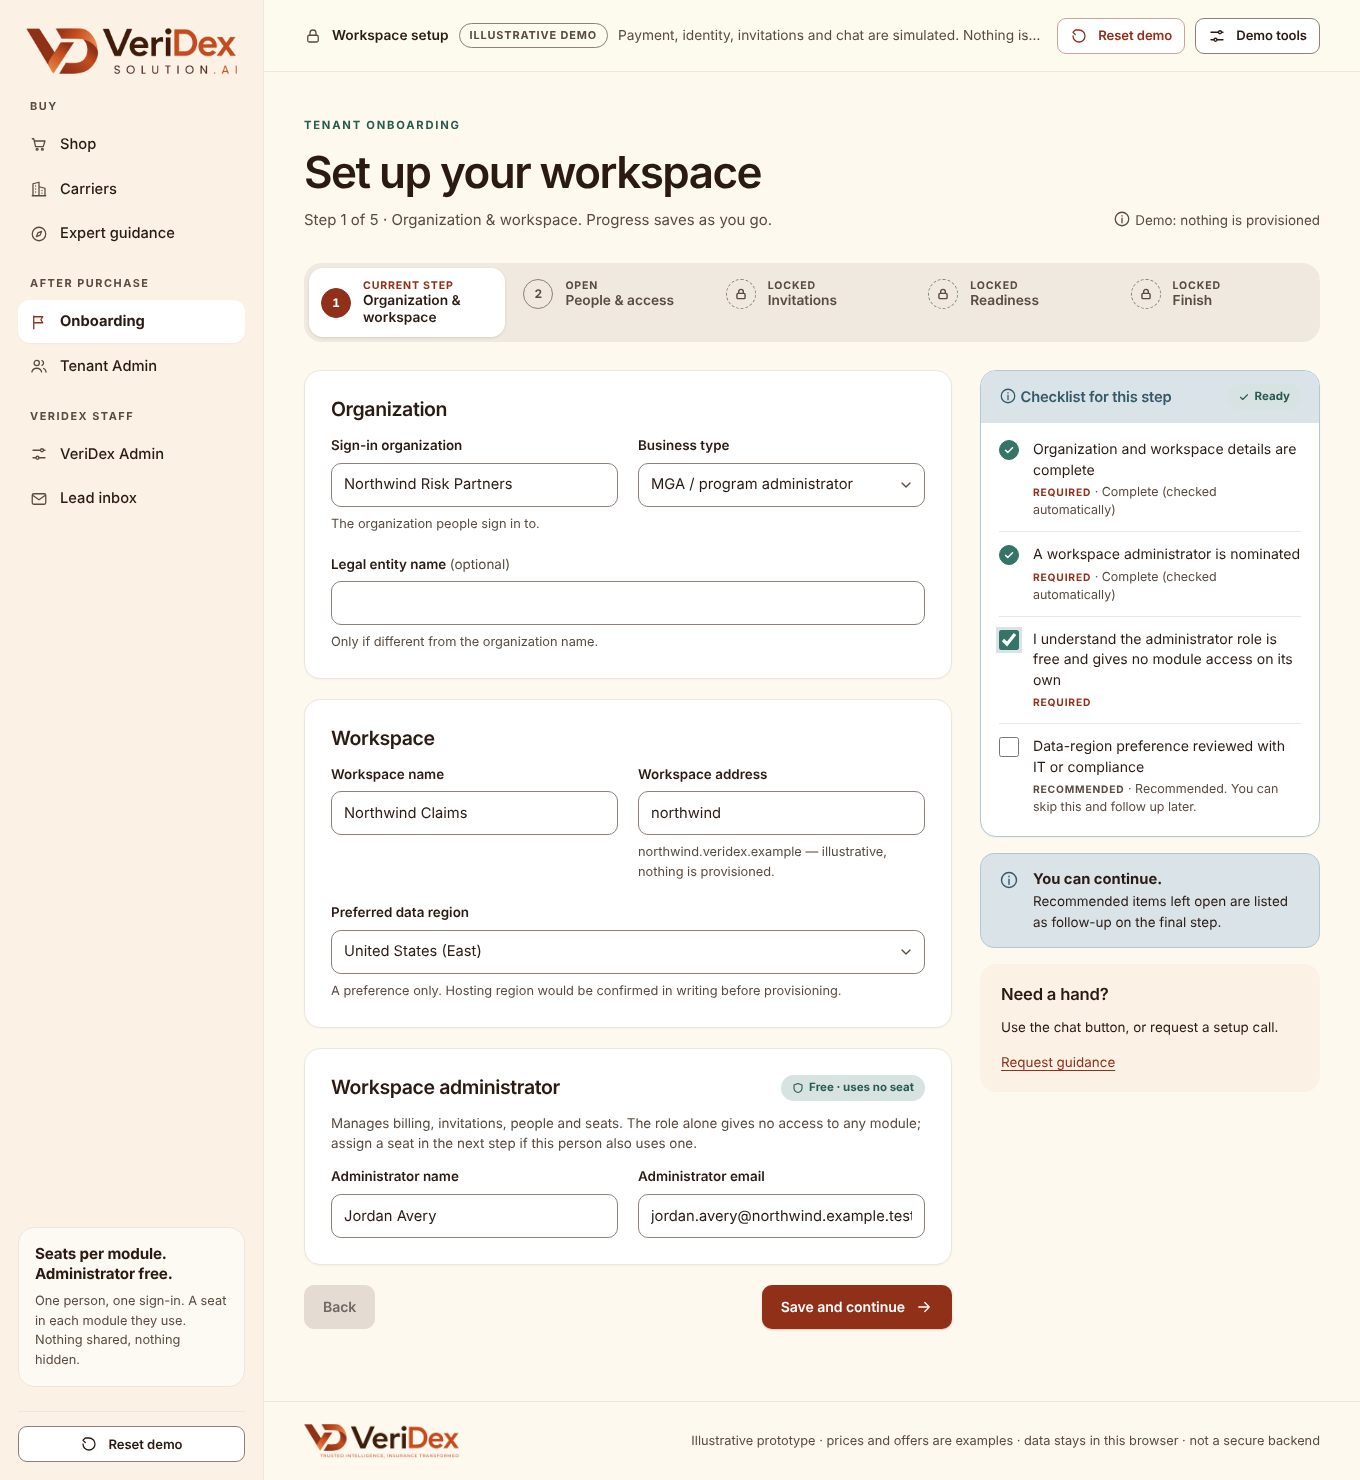 VeriDex
SOLUTION.AI
BUY
Shop
Carriers
Expert guidance
AFTER PURCHASE
Onboarding
Tenant Admin
VERIDEX STAFF
VeriDex Admin
Lead inbox
Seats per module.
Administrator free.
One person, one sign-in. A seat
in each module they use.
Nothing shared, nothing
hidden.
Reset demo
Workspace setup
ILLUSTRATIVE DEMO
Payment, identity, invitations and chat are simulated. Nothing is...
Reset demo
Demo tools
TENANT ONBOARDING
Set up your workspace
Step 1 of 5 · Organization & workspace. Progress saves as you go.
Demo: nothing is provisioned
1
CURRENT STEP
Organization &
workspace
2
OPEN
People & access
LOCKED
Invitations
LOCKED
Readiness
LOCKED
Finish
Organization
Sign-in organization
Northwind Risk Partners
The organization people sign in to.
Business type
MGA / program administrator
Legal entity name (optional)
Only if different from the organization name.
Workspace
Workspace name
Northwind Claims
Workspace address
northwind
northwind.veridex.example — illustrative,
nothing is provisioned.
Preferred data region
United States (East)
A preference only. Hosting region would be confirmed in writing before provisioning.
Workspace administrator
Free · uses no seat
Manages billing, invitations, people and seats. The role alone gives no access to any module;
assign a seat in the next step if this person also uses one.
Administrator name
Jordan Avery
Administrator email
jordan.avery@northwind.example.test
Back
Save and continue
Checklist for this step
Ready
Organization and workspace details are
complete
REQUIRED · Complete (checked
automatically)
A workspace administrator is nominated
REQUIRED · Complete (checked
automatically)
I understand the administrator role is
free and gives no module access on its
own
REQUIRED
Data-region preference reviewed with
IT or compliance
RECOMMENDED · Recommended. You can
skip this and follow up later.
You can continue.
Recommended items left open are listed
as follow-up on the final step.
Need a hand?
Use the chat button, or request a setup call.
Request guidance
VeriDex
TRUSTED INTELLIGENCE, INSURANCE TRANSFORMED
Illustrative prototype · prices and offers are examples · data stays in this browser · not a secure backend